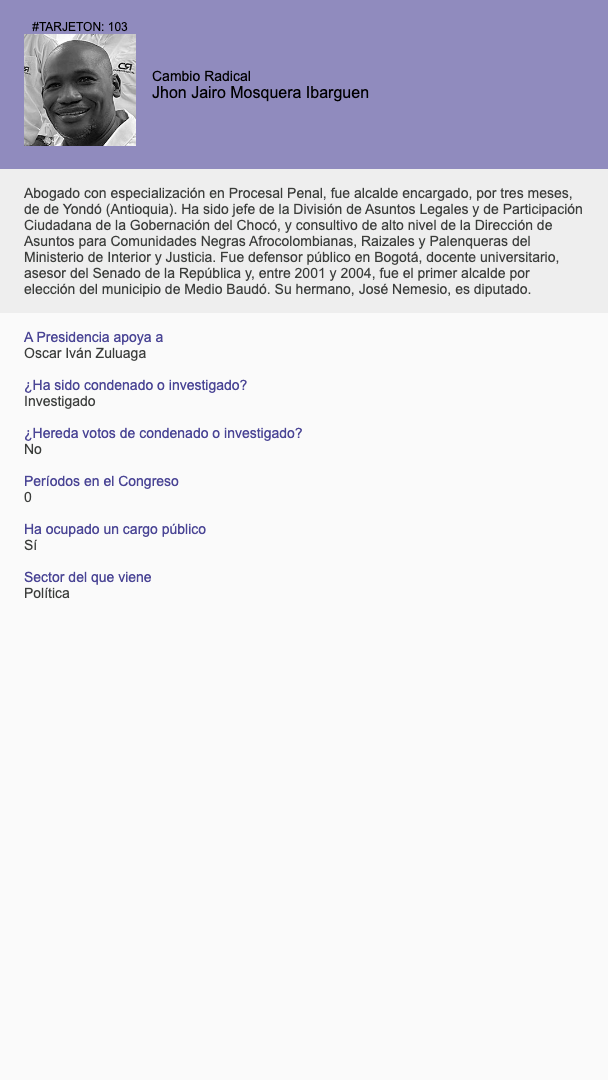 #TARJETON: 103
CSI
Cambio Radical
Jhon Jairo Mosquera Ibarguen
Abogado con especialización en Procesal Penal, fue alcalde encargado, por tres meses,
de de Yondó (Antioquia). Ha sido jefe de la División de Asuntos Legales y de Participación
Ciudadana de la Gobernación del Chocó, y consultivo de alto nivel de la Dirección de
Asuntos para Comunidades Negras Afrocolombianas, Raizales y Palenqueras del
Ministerio de Interior y Justicia. Fue defensor público en Bogotá, docente universitario,
asesor del Senado de la República y, entre 2001 y 2004, fue el primer alcalde por
elección del municipio de Medio Baudó. Su hermano, José Nemesio, es diputado.
A Presidencia apoya a
Oscar Iván Zuluaga
¿Ha sido condenado o investigado?
Investigado
¿Hereda votos de condenado o investigado?
No
Períodos en el Congreso
0
Ha ocupado un cargo público
Sí
Sector del que viene
Política